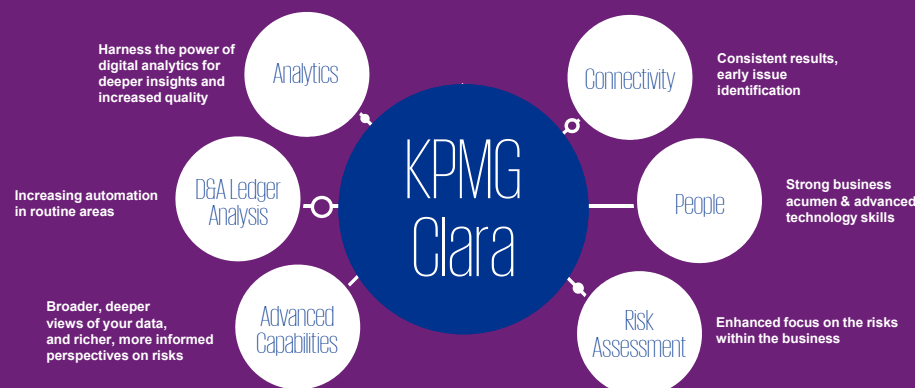 Harness the power of
digital analytics for
deeper insights and
increased quality
Analytics
Connectivity
Consistent results,
early issue
identification
KPMG
Clara
Increasing automation
in routine areas
D&A Ledger
Analysis
People
Strong business
acumen & advanced
technology skills
Broader, deeper
views of your data,
and richer, more informed
perspectives on risks
Advanced
Capabilities
Risk
Assessment
Enhanced focus on the risks
within the business